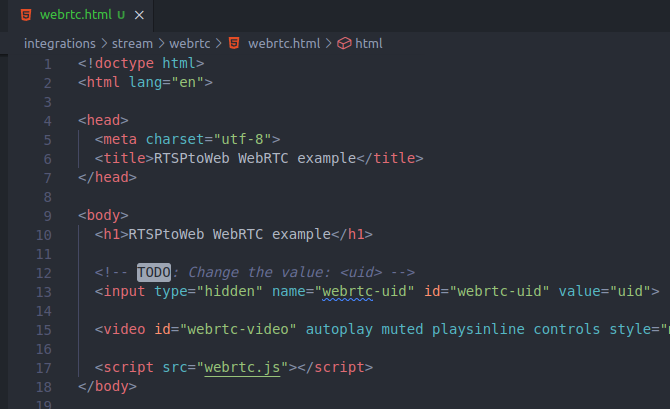 webrtc.html U ×
integrations > stream > webrtc > webrtc.html > html
1 <!doctype html>
2 <html lang="en">
3
4 <head>
5 <meta charset="utf-8">
6 <title>RTSPtoWeb WebRTC example</title>
7 </head>
8
9 <body>
10 <h1>RTSPtoWeb WebRTC example</h1>
11
12 <!-- TODO: Change the value: <uid> -->
13 <input type="hidden" name="webrtc-uid" id="webrtc-uid" value="uid">
14
15 <video id="webrtc-video" autoplay muted playsinline controls style="
16
17 <script src="webrtc.js"></script>
18 </body>
19